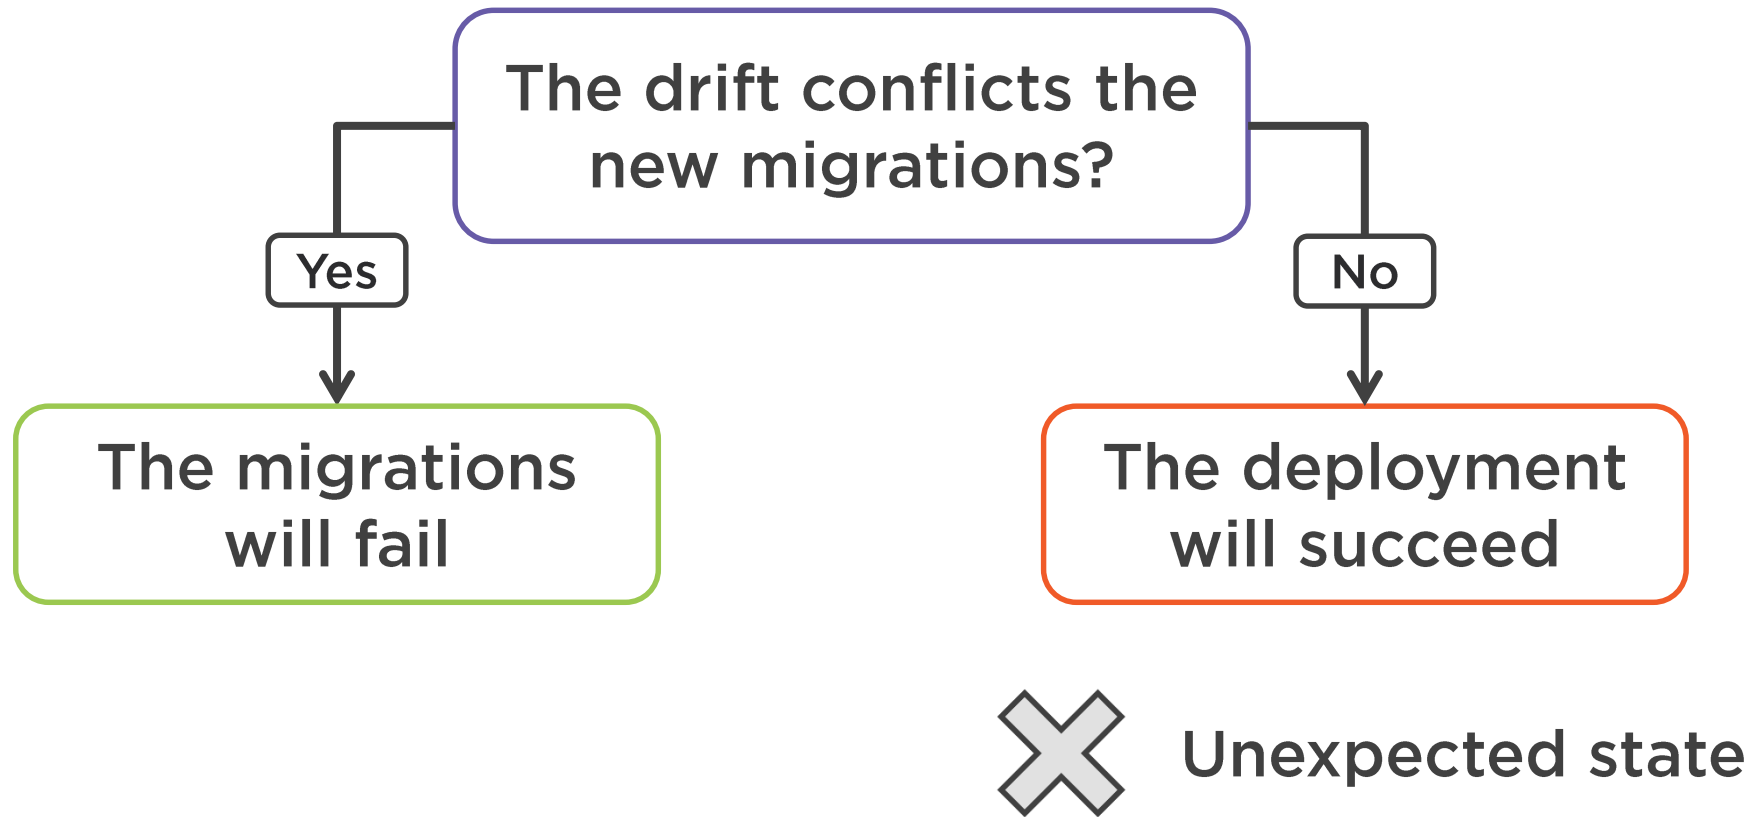 The drift conflicts the
new migrations?
Yes
No
The migrations
will fail
The deployment
will succeed
Unexpected state